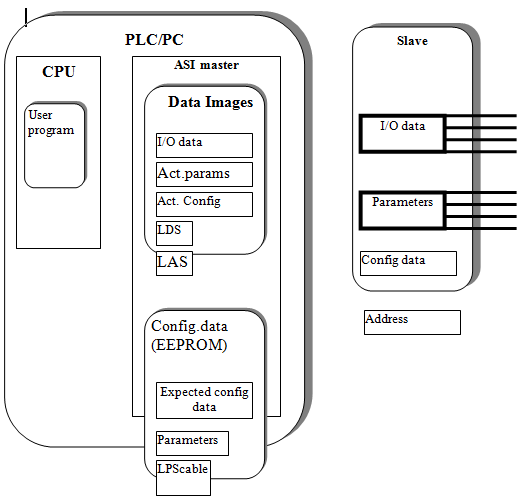 PLC/PC
CPU
User
program
ASI master
Data Images
I/O data
Act.params
Act. Config
LDS
LAS
Config.data
(EEPROM)
Expected config
data
Parameters
LPScable
Slave
I/O data
Parameters
Config data
Address